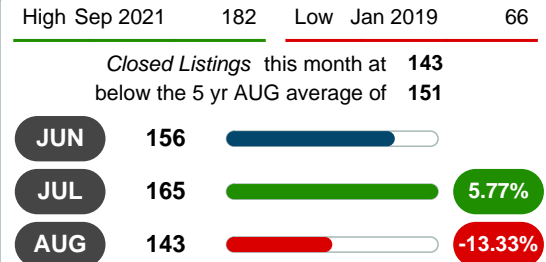 High Sep 2021 182 Low Jan 2019 66
Closed Listings this month at 143
below the 5 yr AUG average of 151
JUN 156
JUL 165 5.77%
AUG 143 -13.33%